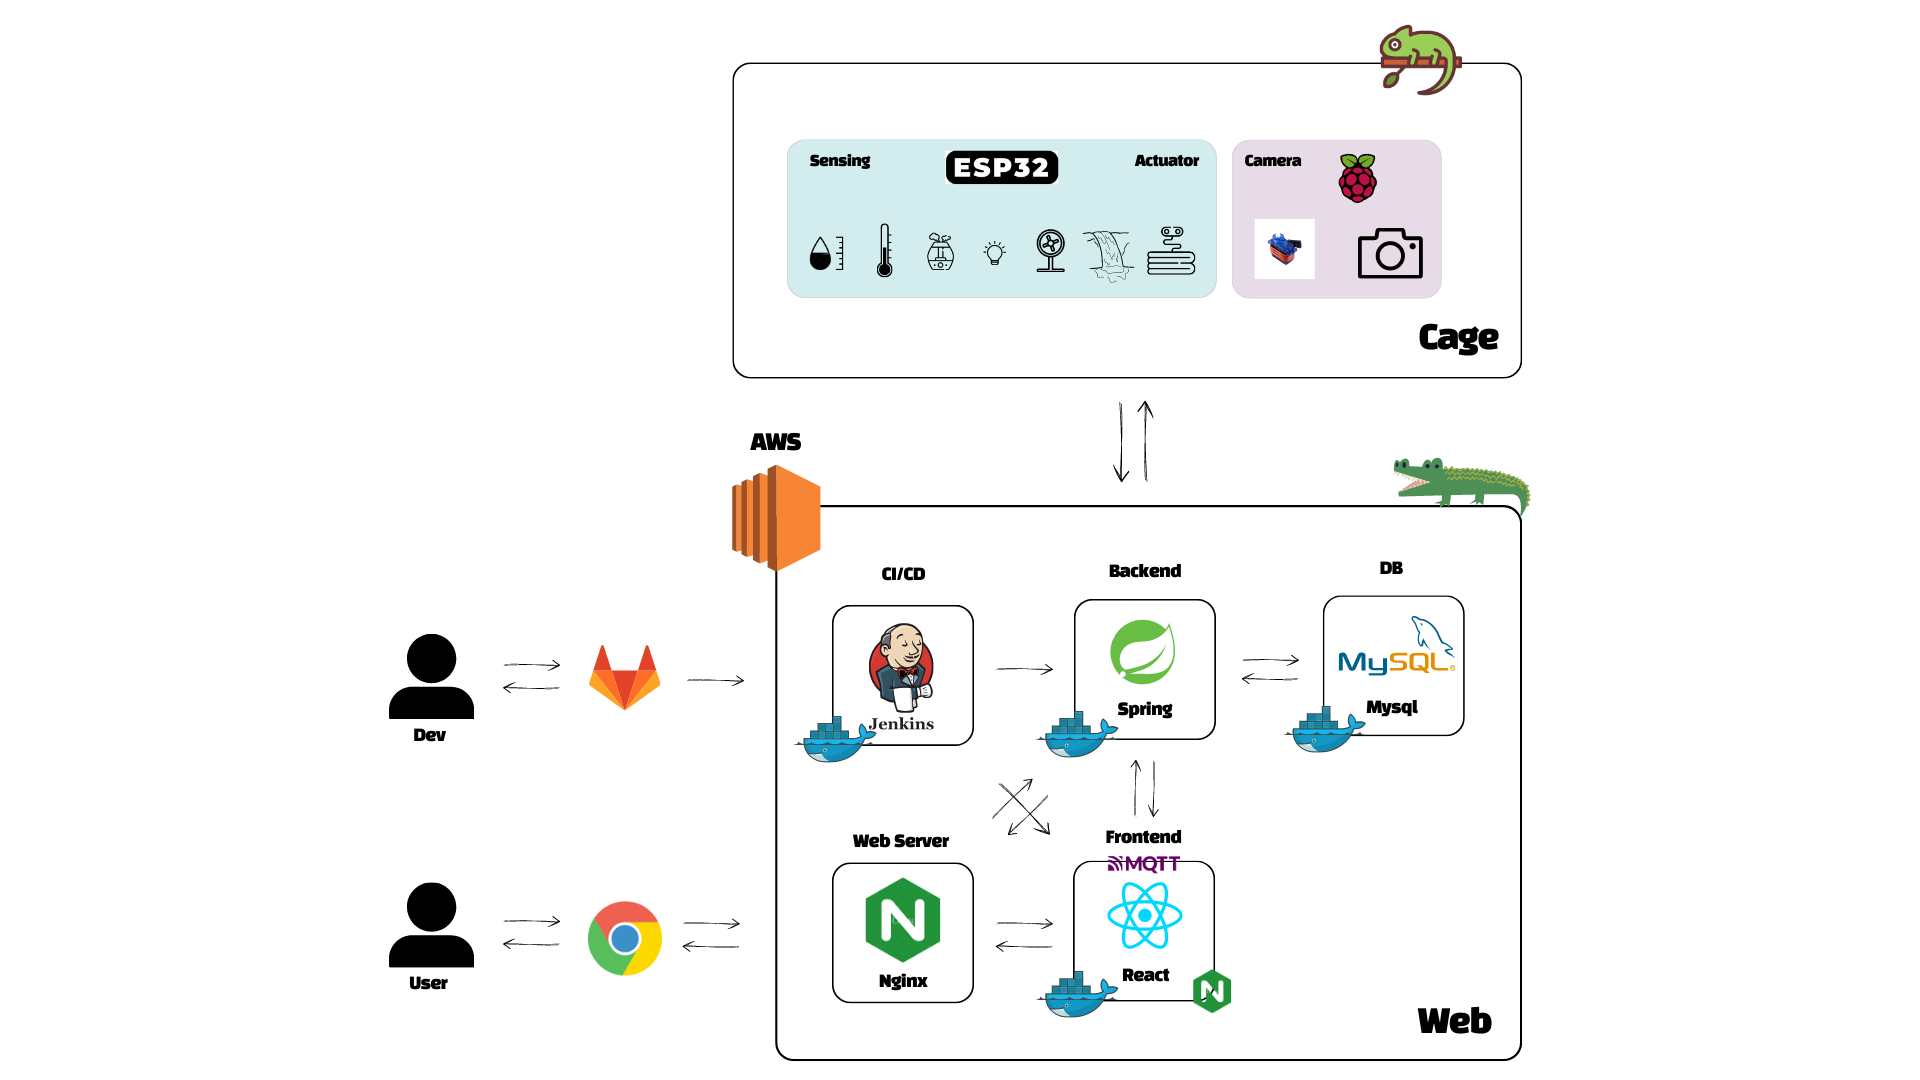 Sensing
ESP32
Actuator
Camera
Cage
AWS
CI/CD
Backend
DB
Jenkins
Spring
MySQL®
Mysql
Dev
Web Server
Frontend
MQTT
N
Nginx
React
N
User
Web